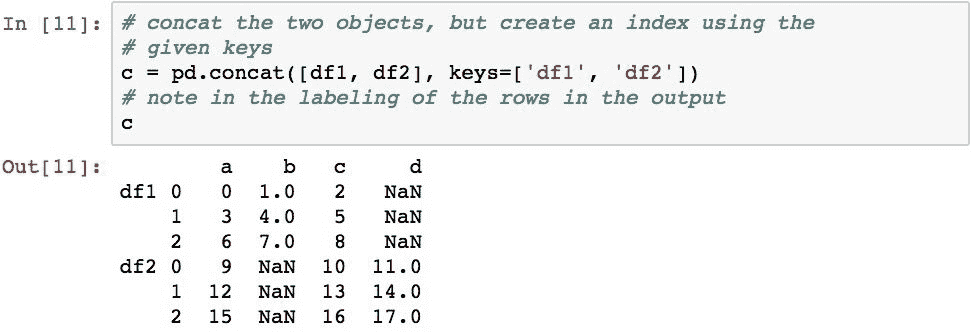 In [11]: # concat the two objects, but create an index using the
# given keys
c = pd.concat([df1, df2], keys=['df1', 'df2'])
# note in the labeling of the rows in the output
c
Out[11]: a b c d
df1 0 0 1.0 2 NaN
1 3 4.0 5 NaN
2 6 7.0 8 NaN
df2 0 9 NaN 10 11.0
1 12 NaN 13 14.0
2 15 NaN 16 17.0